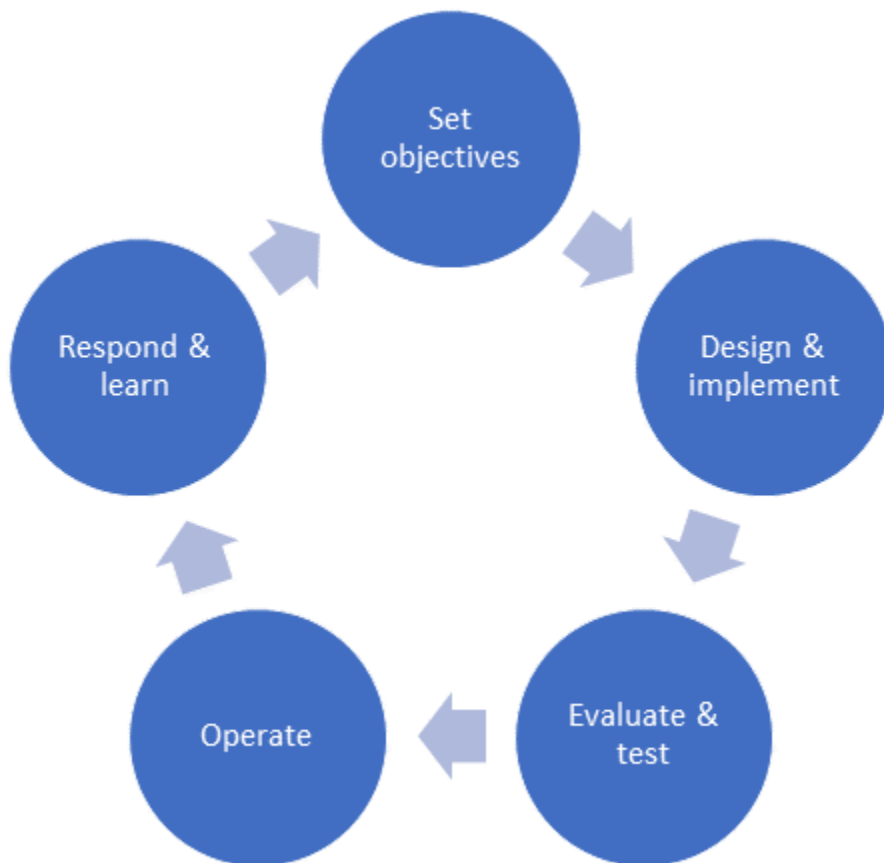 Set
objectives
Design &
implement
Evaluate &
test
Operate
Respond &
learn